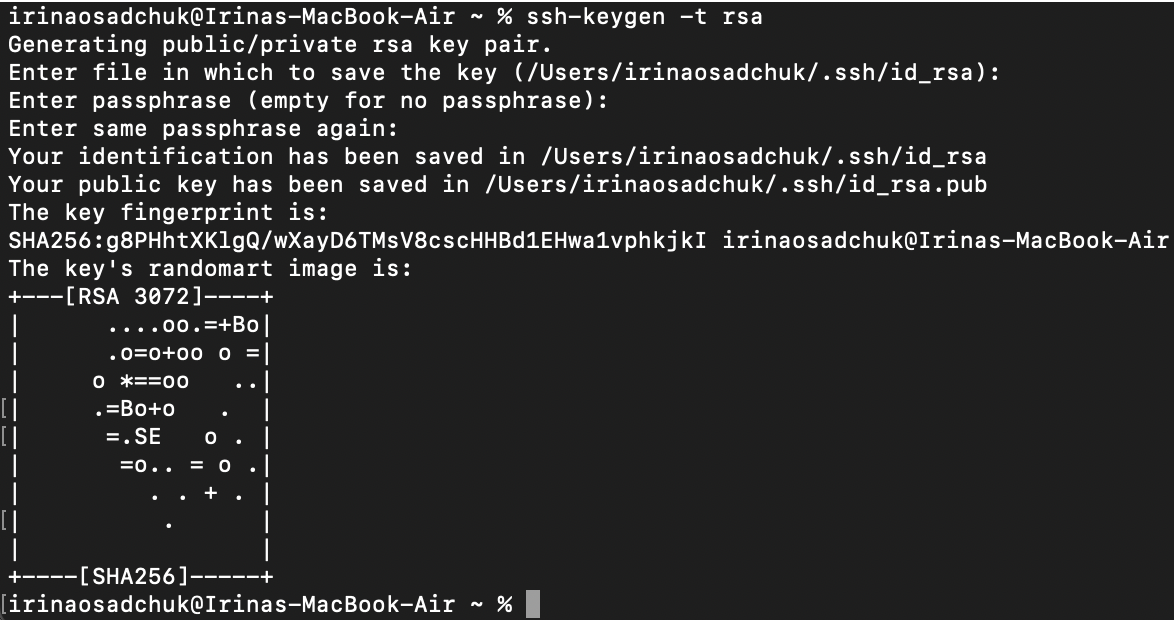 irinaosadchuk@Irinas-MacBook-Air ~ % ssh-keygen -t rsa
Generating public/private rsa key pair.
Enter file in which to save the key (/Users/irinaosadchuk/.ssh/id_rsa):
Enter passphrase (empty for no passphrase):
Enter same passphrase again:
Your identification has been saved in /Users/irinaosadchuk/.ssh/id_rsa
Your public key has been saved in /Users/irinaosadchuk/.ssh/id_rsa.pub
The key fingerprint is:
SHA256:g8PHhtXKlgQ/wXayD6TMsV8cscHHBd1EHwa1vphkjkI irinaosadchuk@Irinas-MacBook-Air
The key's randomart image is:
+---[RSA 3072]----+
|      ....oo.=+Bo|
|      .o=o+oo o =|
|     o *==oo   ..|
[|     .=Bo+o   .  |
[|      =.SE   o . |
|       =o.. = o .|
|         . . + . |
[|          .      |
|                 |
+----[SHA256]-----+
[irinaosadchuk@Irinas-MacBook-Air ~ %